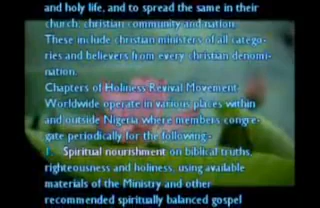 and holy life, and to spread the same in their
church, christian community and nation.
These include christian ministers of all catego-
ries and believers from every christian denomi-
nation.
Chapters of Holiness Revival Movement
Worldwide operate in various places within
and outside Nigeria where members congre-
gate periodically for the following:-
1. Spiritual nourishment on biblical truths,
righteousness and holiness, using available
materials of the Ministry and other
recommended spiritually balanced gospel